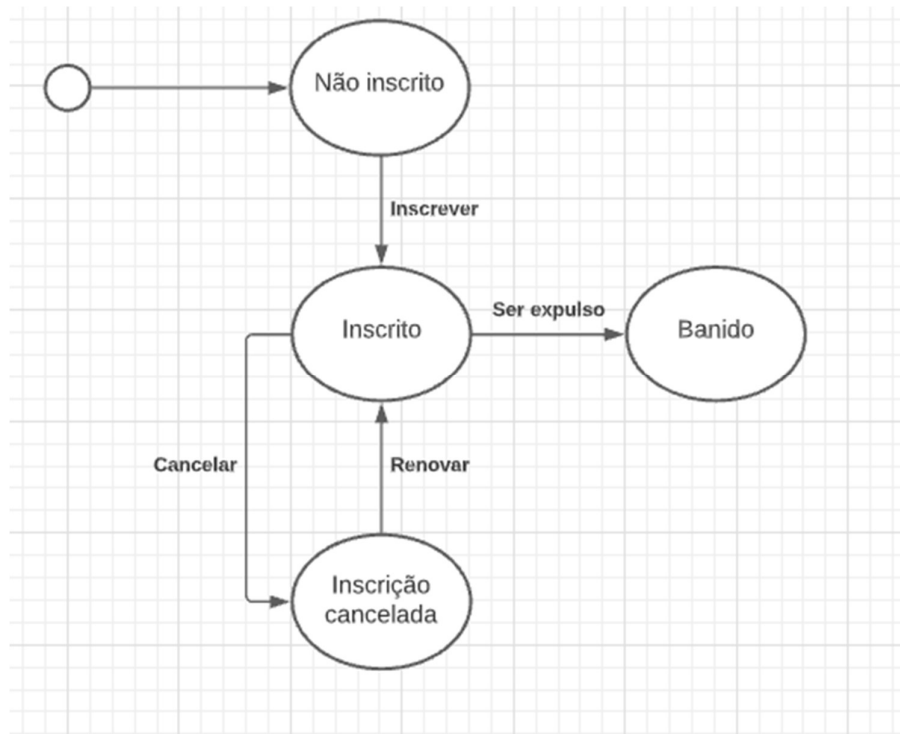 Não inscrito
Inscrever
Inscrito
Ser expulso
Banido
Cancelar
Renovar
Inscrição
cancelada